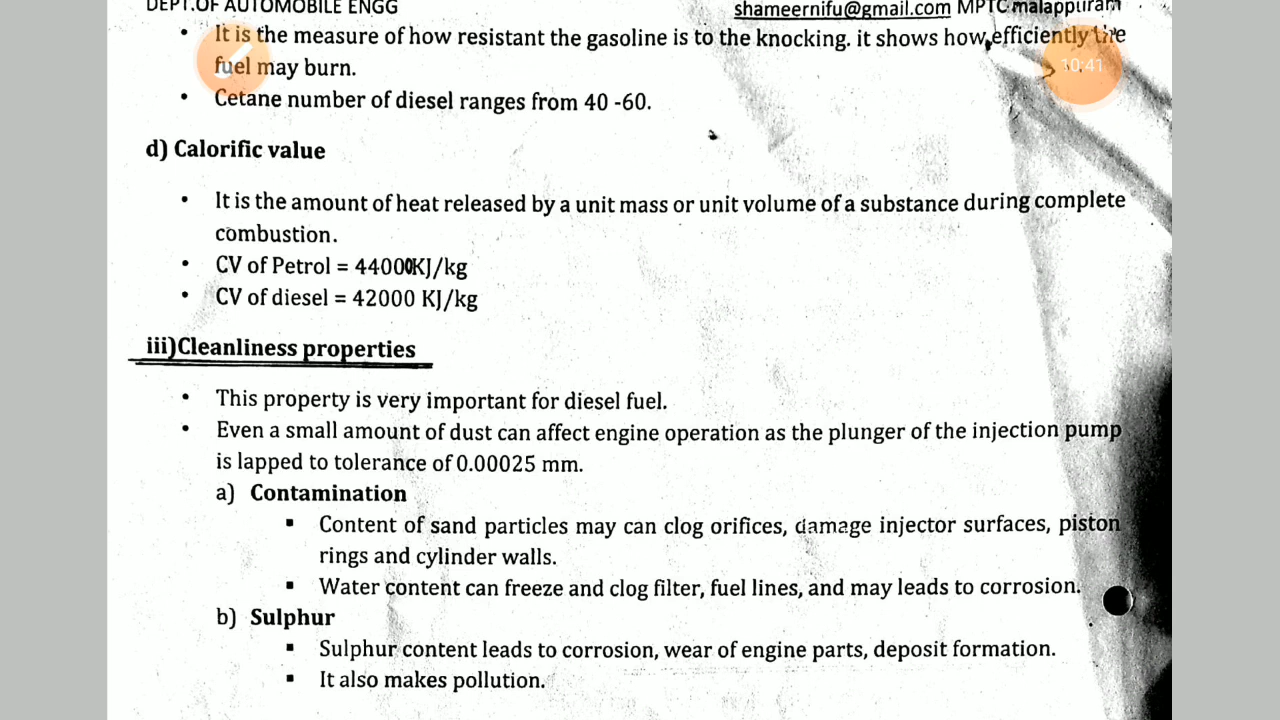 DEPT.OF AUTOMOBILE ENGG shameernifu@gmail.com MPTC malappuram
• It is the measure of how resistant the gasoline is to the knocking. it shows how efficiently the
fuel may burn.
10:41
• Cetane number of diesel ranges from 40 -60.
d) Calorific value
• It is the amount of heat released by a unit mass or unit volume of a substance during complete
combustion.
• CV of Petrol = 44000KJ/kg
• CV of diesel = 42000 KJ/kg
iii)Cleanliness properties
• This property is very important for diesel fuel.
• Even a small amount of dust can affect engine operation as the plunger of the injection pump
is lapped to tolerance of 0.00025 mm.
a) Contamination
▪ Content of sand particles may can clog orifices, damage injector surfaces, piston
rings and cylinder walls.
▪ Water content can freeze and clog filter, fuel lines, and may leads to corrosion.
b) Sulphur
▪ Sulphur content leads to corrosion, wear of engine parts, deposit formation.
▪ It also makes pollution.